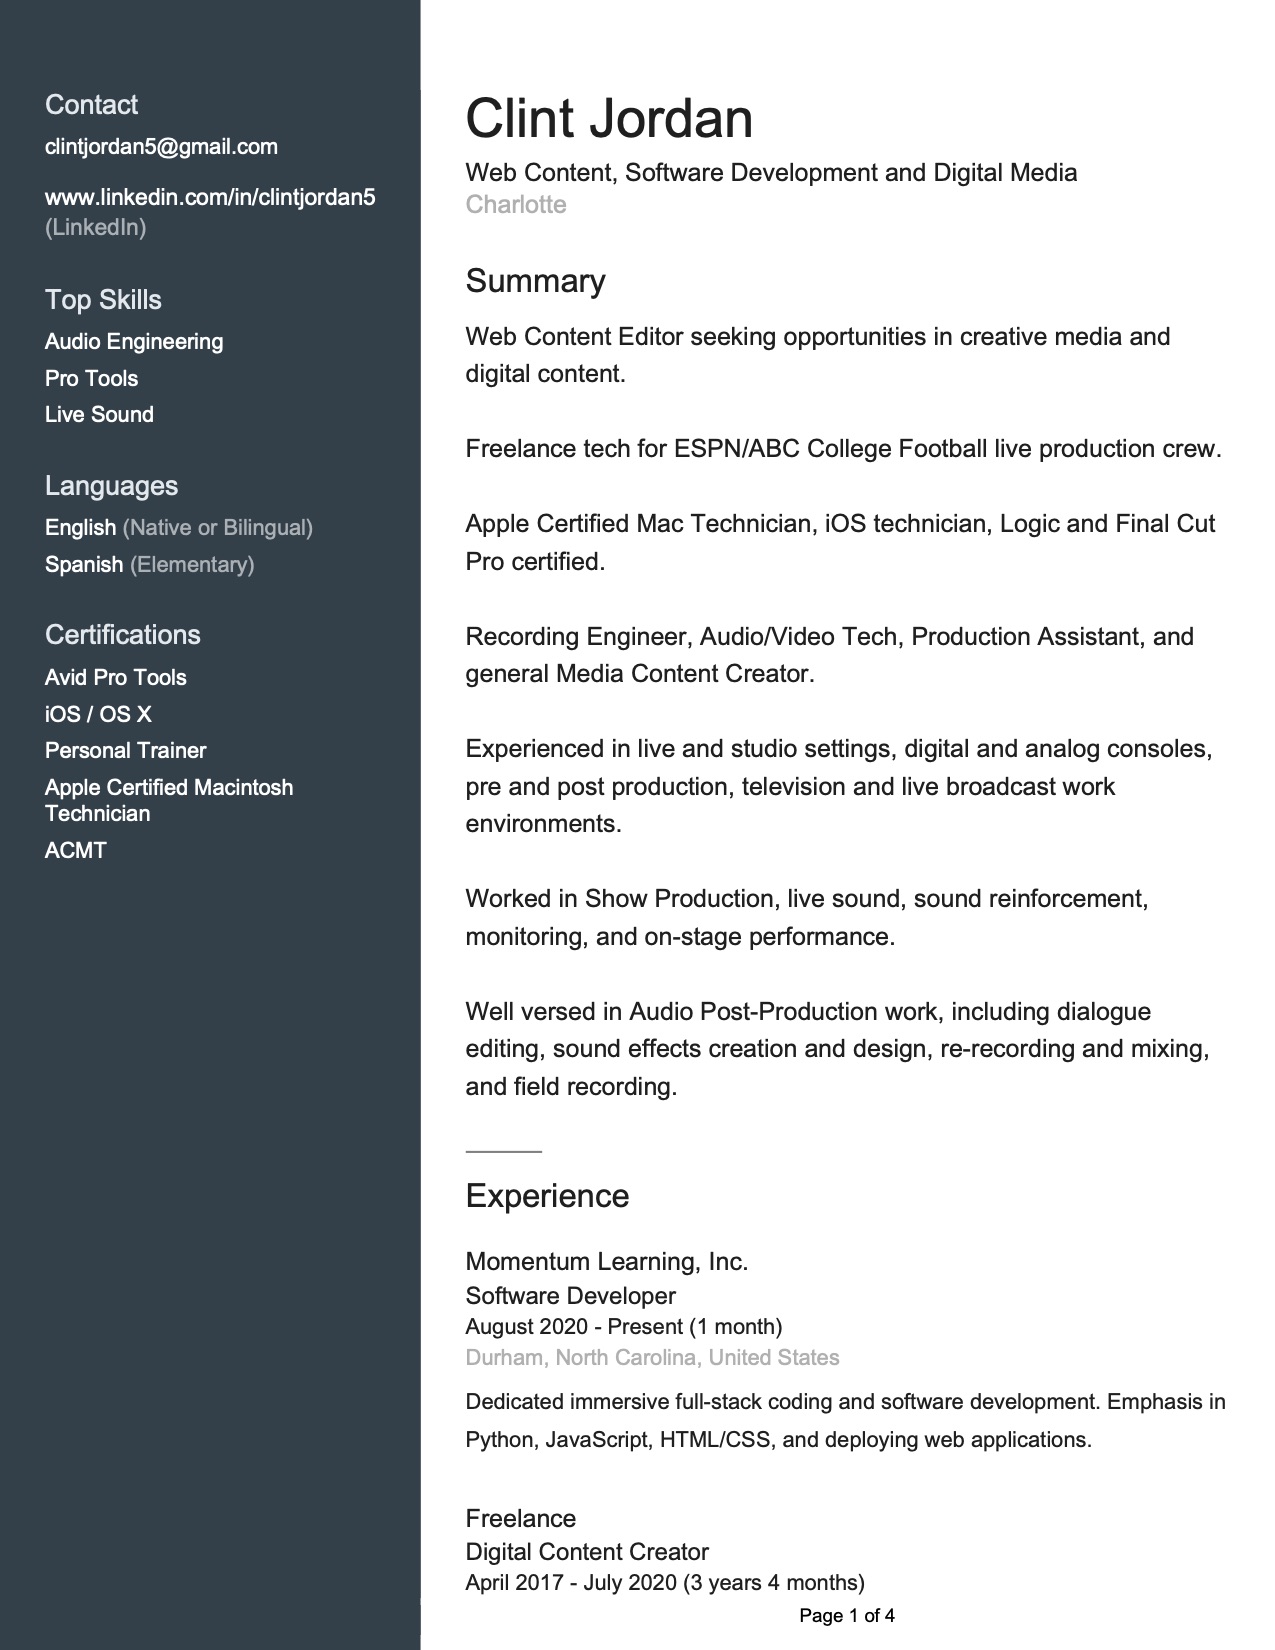 Contact
clintjordan5@gmail.com
www.linkedin.com/in/clintjordan5
(LinkedIn)
Top Skills
Audio Engineering
Pro Tools
Live Sound
Languages
English (Native or Bilingual)
Spanish (Elementary)
Certifications
Avid Pro Tools
iOS / OS X
Personal Trainer
Apple Certified Macintosh
Technician
ACMT
Clint Jordan
Web Content, Software Development and Digital Media
Charlotte
Summary
Web Content Editor seeking opportunities in creative media and
digital content.
Freelance tech for ESPN/ABC College Football live production crew.
Apple Certified Mac Technician, iOS technician, Logic and Final Cut
Pro certified.
Recording Engineer, Audio/Video Tech, Production Assistant, and
general Media Content Creator.
Experienced in live and studio settings, digital and analog consoles,
pre and post production, television and live broadcast work
environments.
Worked in Show Production, live sound, sound reinforcement,
monitoring, and on-stage performance.
Well versed in Audio Post-Production work, including dialogue
editing, sound effects creation and design, re-recording and mixing,
and field recording.
Experience
Momentum Learning, Inc.
Software Developer
August 2020 - Present (1 month)
Durham, North Carolina, United States
Dedicated immersive full-stack coding and software development. Emphasis in
Python, JavaScript, HTML/CSS, and deploying web applications.
Freelance
Digital Content Creator
April 2017 - July 2020 (3 years 4 months)
Page 1 of 4